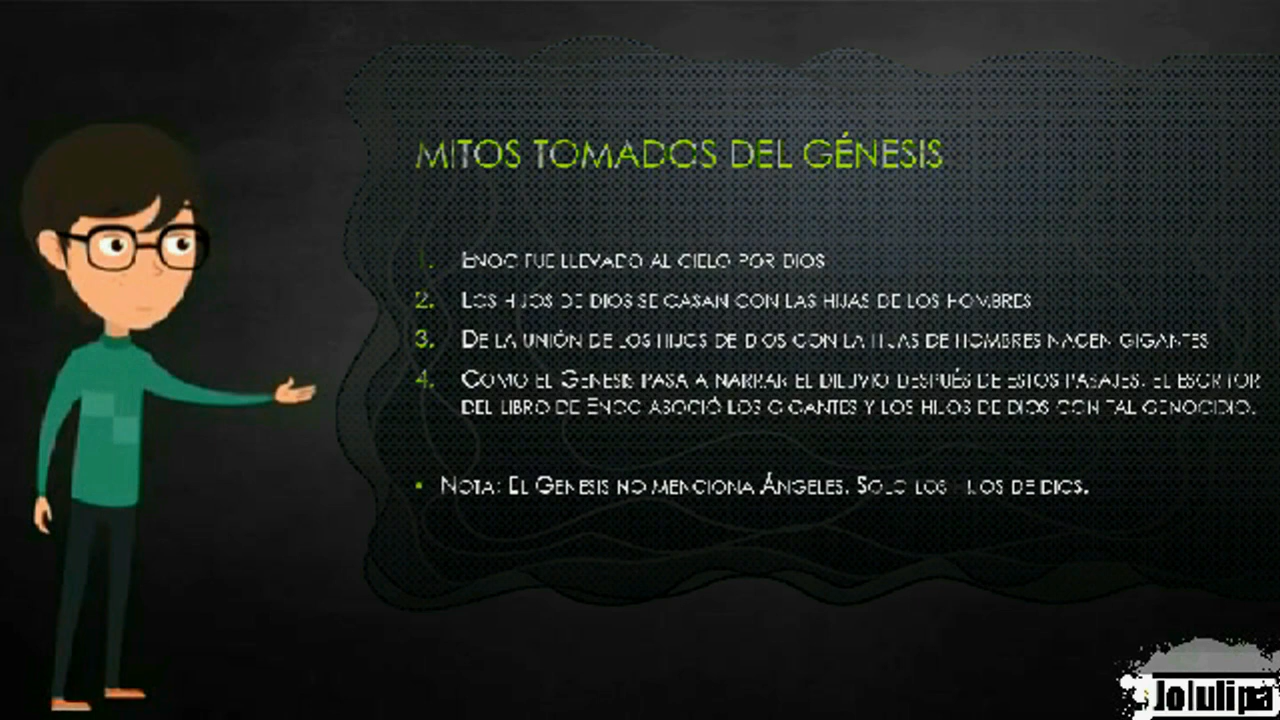 MITOS TOMADOS DEL GÉNESIS
1. ENOC FUE LLEVADO AL CIELO POR DIOS
2. LOS HIJOS DE DIOS SE CASAN CON LAS HIJAS DE LOS HOMBRES
3. DE LA UNIÓN DE LOS HIJOS DE DIOS CON LA HIJAS DE HOMBRES NACEN GIGANTES
4. COMO EL GENESIS PASA A NARRAR EL DILUVIO DESPUÉS DE ESTOS PASAJES. EL ESCRITOR
DEL LIBRO DE ENOC ASOCIÓ LOS GIGANTES Y LOS HIJOS DE DIOS CON TAL GENOCIDIO.
• NOTA: EL GENESIS NO MENCIONA ÁNGELES. SOLO LOS HIJOS DE DIOS.
Jolulipa